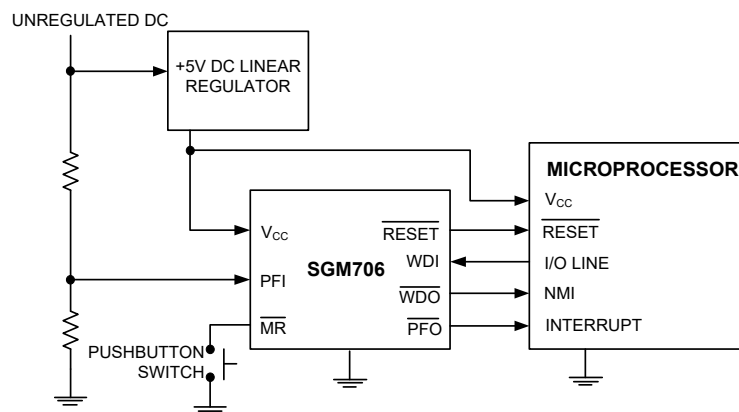 UNREGULATED DC
+5V DC LINEAR
REGULATOR
MICROPROCESSOR
VCC
RESET
I/O LINE
NMI
INTERRUPT
SGM706
VCC
PFI
MR
RESET
WDI
WDO
PFO
PUSHBUTTON
SWITCH